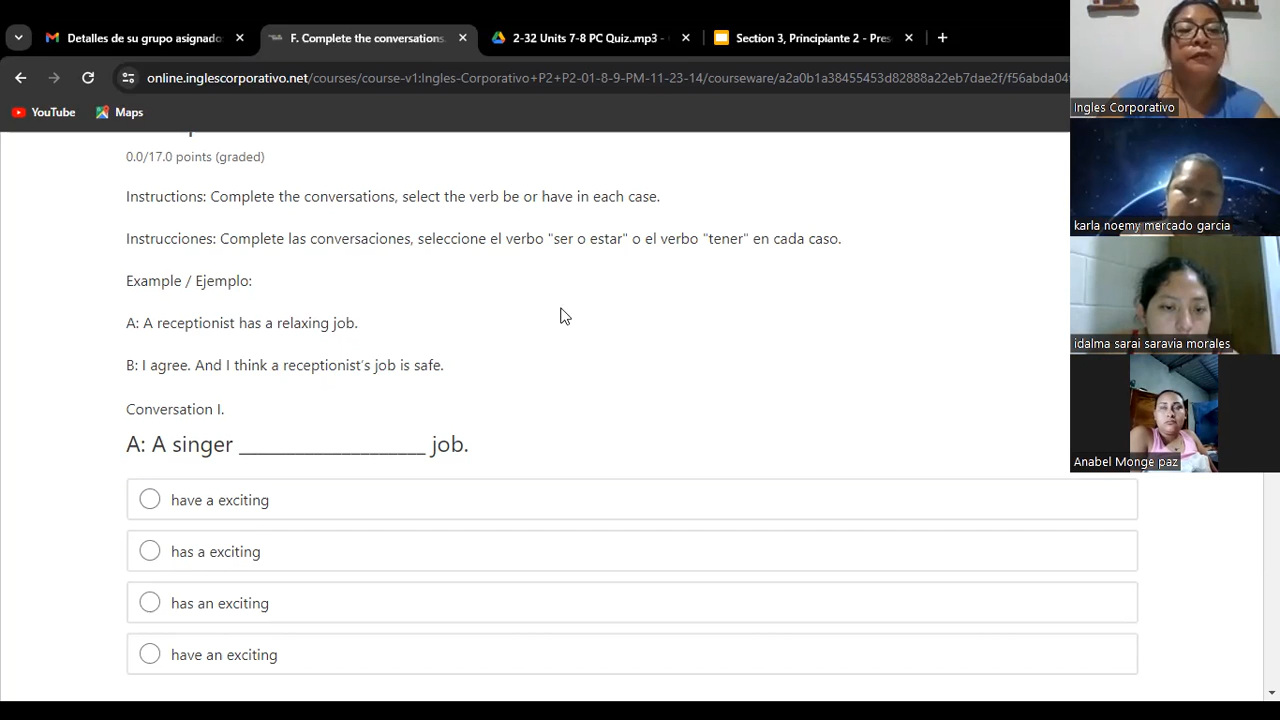 Detalles de su grupo asignado
F. Complete the conversations.
2-32 Units 7-8 PC Quiz..mp3 -
Section 3, Principiante 2 - Pres
online.inglescorporativo.net/courses/course-v1:Ingles-Corporativo+P2+P2-01-8-9-PM-11-23-14/courseware/a2a0b1a38455453d82888a22eb7dae2f/f56abda04
YouTube
Maps
0.0/17.0 points (graded)
Instructions: Complete the conversations, select the verb be or have in each case.
Instrucciones: Complete las conversaciones, seleccione el verbo "ser o estar" o el verbo "tener" en cada caso.
Example / Ejemplo:
A: A receptionist has a relaxing job.
B: I agree. And I think a receptionist's job is safe.
Conversation I.
A: A singer ____________________ job.
have a exciting
has a exciting
has an exciting
have an exciting
Ingles Corporativo
karla noemy mercado garcia
idalma sarai saravia morales
Anabel Monge paz